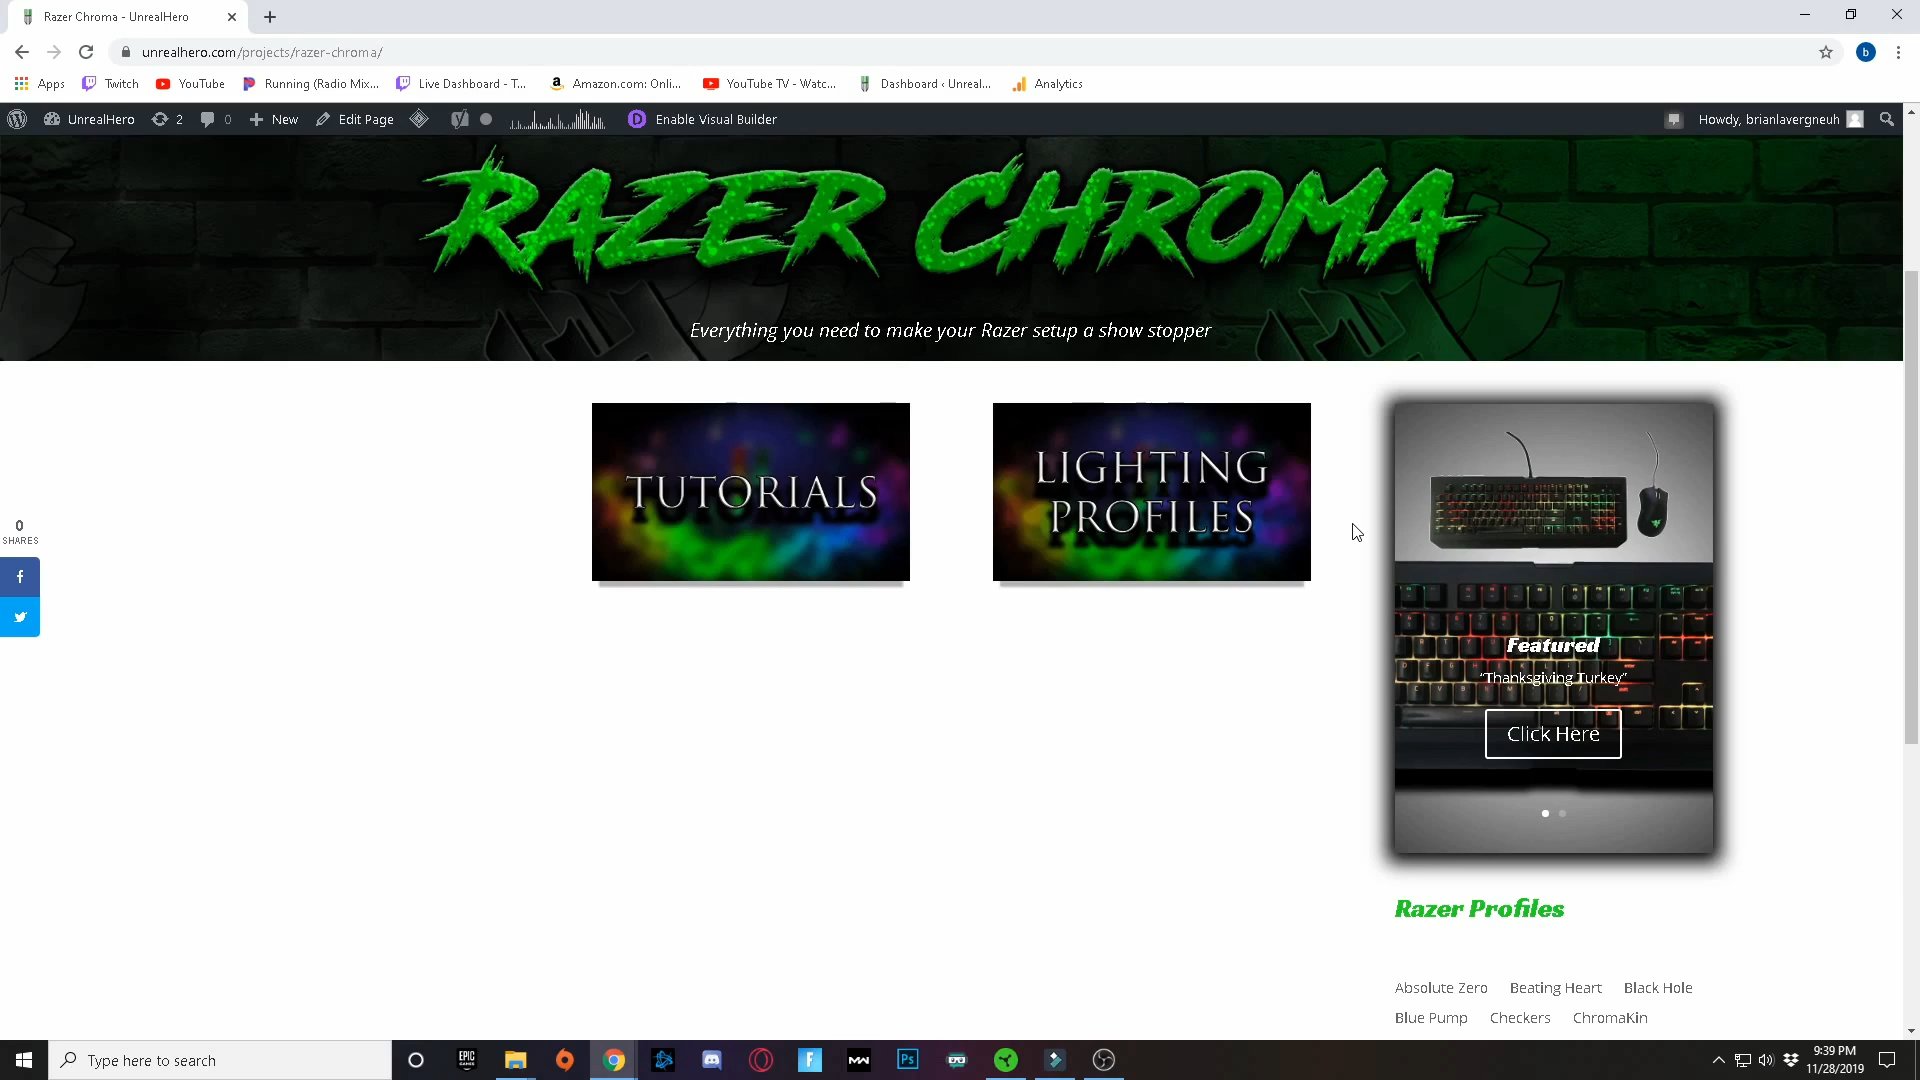 Razer Chroma - UnrealHero
unrealhero.com/projects/razer-chroma/
b
Apps
Twitch
YouTube
Running (Radio Mix...
Live Dashboard - T...
Amazon.com: Onli...
YouTube TV - Watc...
Dashboard ‹ Unreal...
Analytics
UnrealHero
2
0
New
Edit Page
D
Enable Visual Builder
Howdy, brianlavergneuh
RAZER CHROMA
Everything you need to make your Razer setup a show stopper
TUTORIALS
LIGHTING
PROFILES
0
SHARES
Featured
“Thanksgiving Turkey”
Click Here
Razer Profiles
Absolute Zero
Beating Heart
Black Hole
Blue Pump
Checkers
ChromaKin
Type here to search
EPIC
GAMES
F
MW
Ps
9:39 PM
11/28/2019